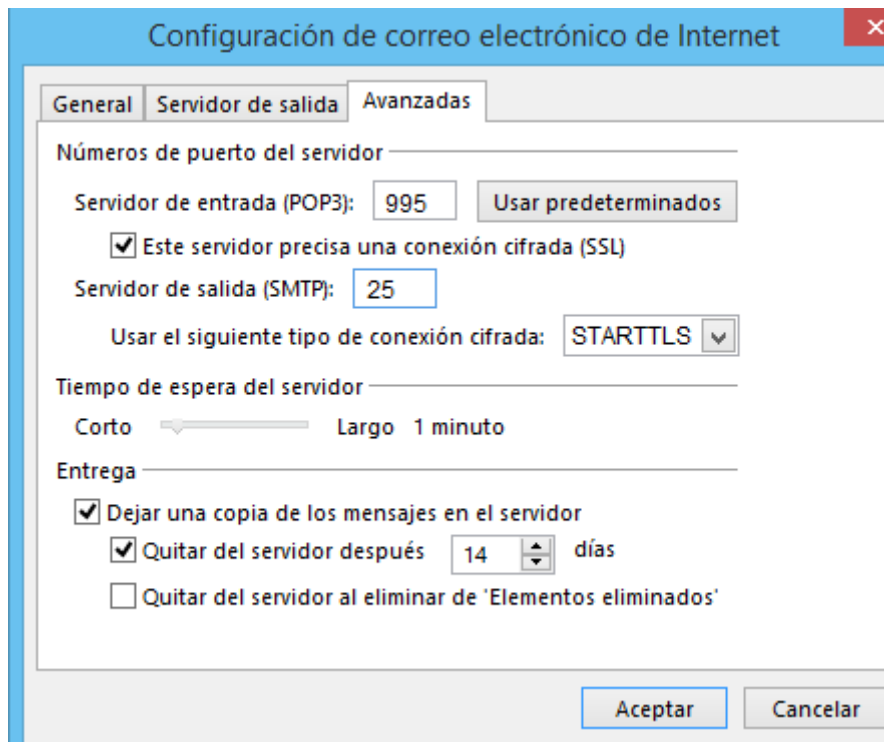 Configuración de correo electrónico de Internet
General Servidor de salida Avanzadas
Números de puerto del servidor
Servidor de entrada (POP3): 995 Usar predeterminados
Este servidor precisa una conexión cifrada (SSL)
Servidor de salida (SMTP): 25
Usar el siguiente tipo de conexión cifrada: STARTTLS
Tiempo de espera del servidor
Corto Largo 1 minuto
Entrega
Dejar una copia de los mensajes en el servidor
Quitar del servidor después 14 días
Quitar del servidor al eliminar de 'Elementos eliminados'
Aceptar Cancelar